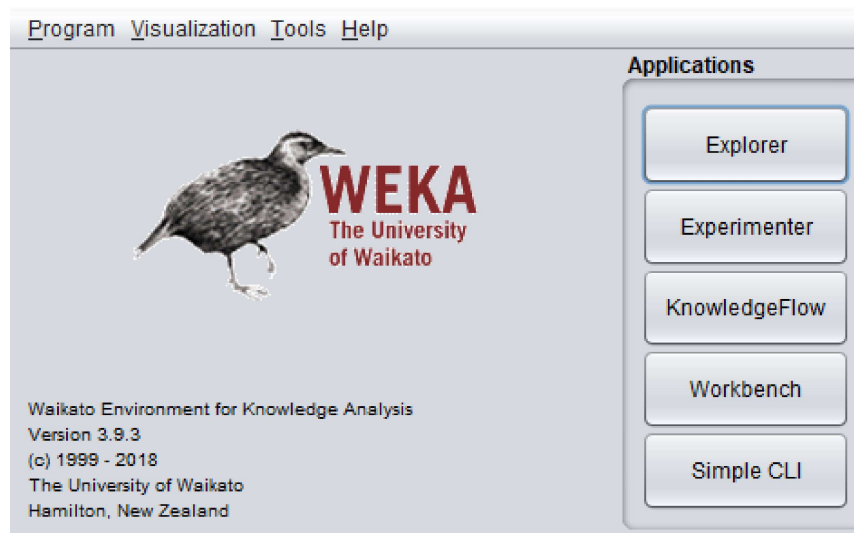 Program Visualization Tools Help
Applications
Explorer
Experimenter
KnowledgeFlow
Workbench
Simple CLI
WEKA
The University
of Waikato
Waikato Environment for Knowledge Analysis
Version 3.9.3
(c) 1999 - 2018
The University of Waikato
Hamilton, New Zealand